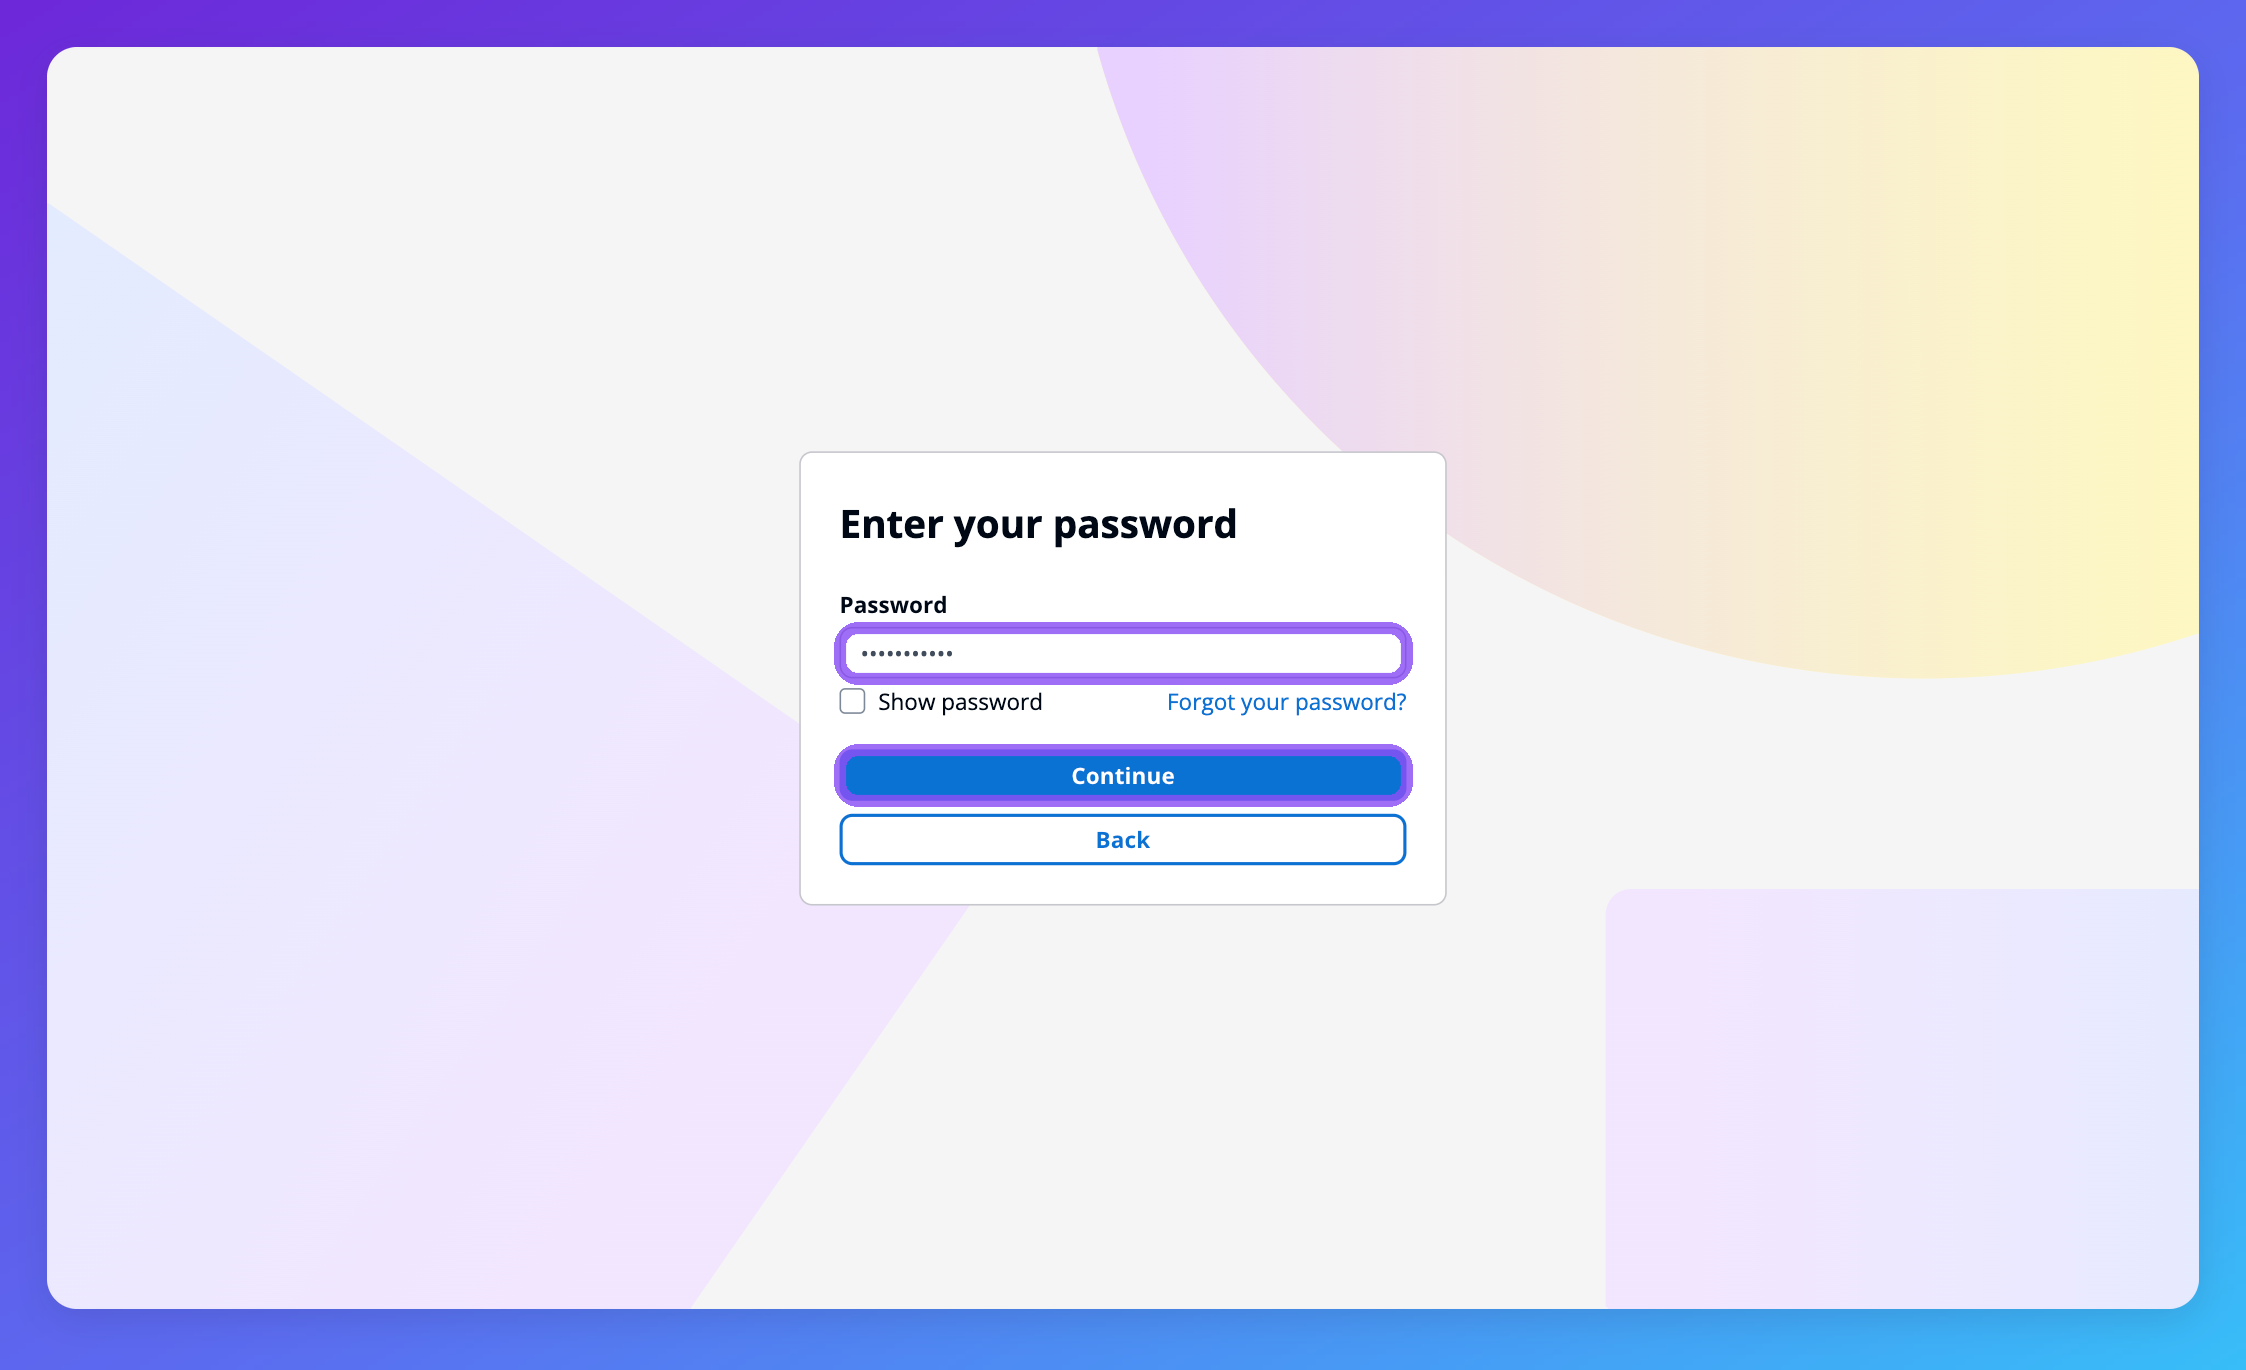 Enter your password
Password
•••••••••••
Show password
Forgot your password?
Continue
Back